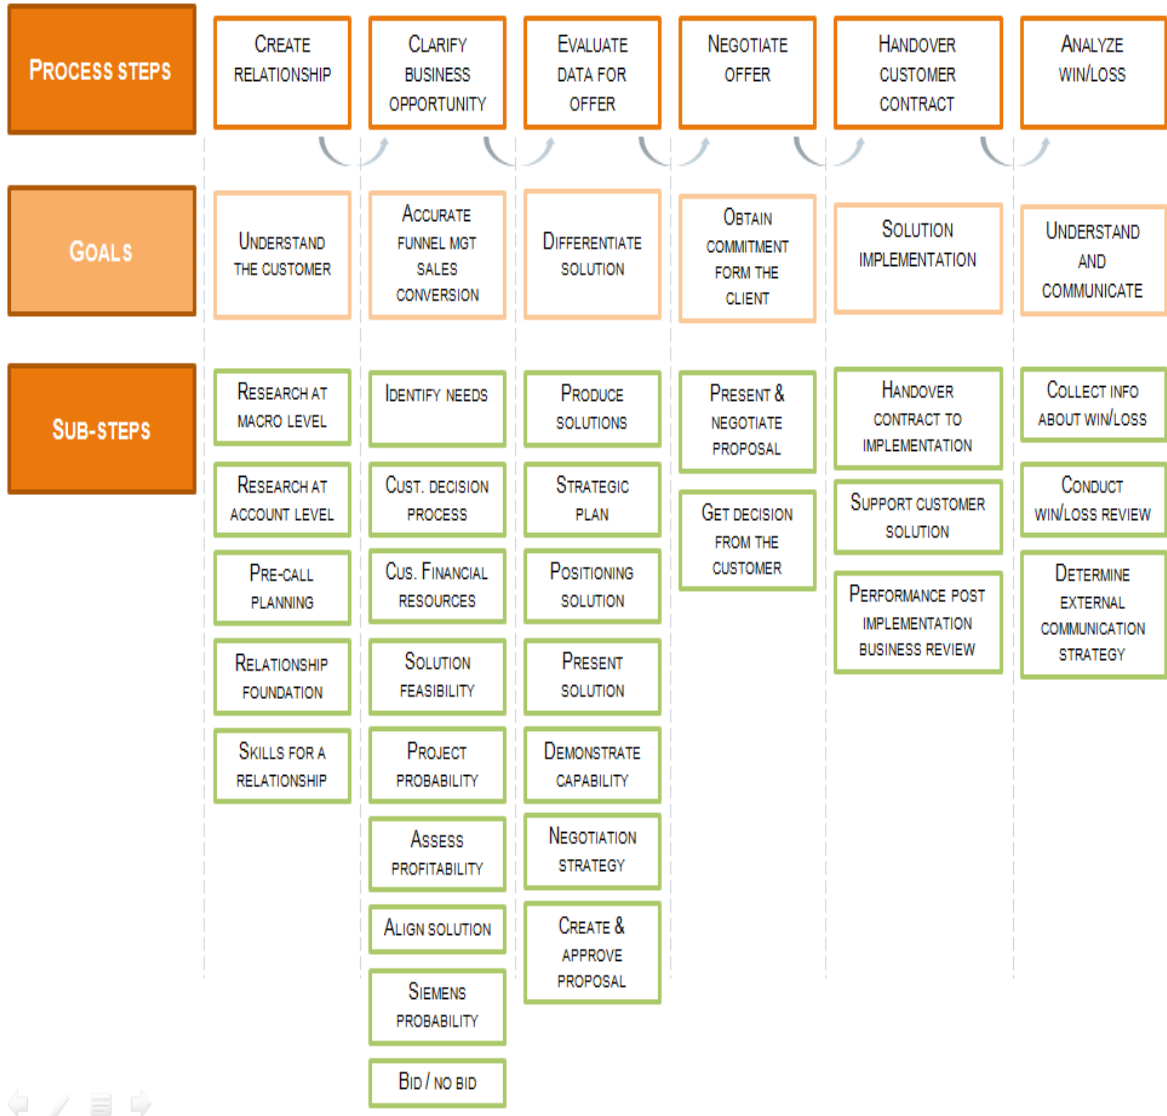 PROCESS STEPS
CREATE
RELATIONSHIP
CLARIFY
BUSINESS
OPPORTUNITY
EVALUATE
DATA FOR
OFFER
NEGOTIATE
OFFER
HANDOVER
CUSTOMER
CONTRACT
ANALYZE
WIN/LOSS
GOALS
UNDERSTAND
THE CUSTOMER
ACCURATE
FUNNEL MGT
SALES
CONVERSION
DIFFERENTIATE
SOLUTION
OBTAIN
COMMITMENT
FORM THE
CLIENT
SOLUTION
IMPLEMENTATION
UNDERSTAND
AND
COMMUNICATE
SUB-STEPS
RESEARCH AT
MACRO LEVEL
RESEARCH AT
ACCOUNT LEVEL
PRE-CALL
PLANNING
RELATIONSHIP
FOUNDATION
SKILLS FOR A
RELATIONSHIP
IDENTIFY NEEDS
CUST. DECISION
PROCESS
CUS. FINANCIAL
RESOURCES
SOLUTION
FEASIBILITY
PROJECT
PROBABILITY
ASSESS
PROFITABILITY
ALIGN SOLUTION
SIEMENS
PROBABILITY
BID / NO BID
PRODUCE
SOLUTIONS
STRATEGIC
PLAN
POSITIONING
SOLUTION
PRESENT
SOLUTION
DEMONSTRATE
CAPABILITY
NEGOTIATION
STRATEGY
CREATE &
APPROVE
PROPOSAL
PRESENT &
NEGOTIATE
PROPOSAL
GET DECISION
FROM THE
CUSTOMER
HANDOVER
CONTRACT TO
IMPLEMENTATION
SUPPORT CUSTOMER
SOLUTION
PERFORMANCE POST
IMPLEMENTATION
BUSINESS REVIEW
COLLECT INFO
ABOUT WIN/LOSS
CONDUCT
WIN/LOSS REVIEW
DETERMINE
EXTERNAL
COMMUNICATION
STRATEGY